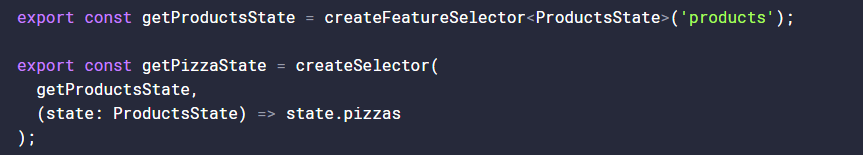 export const getProductsState = createFeatureSelector<ProductsState>('products');
export const getPizzaState = createSelector(
  getProductsState,
  (state: ProductsState) => state.pizzas
);